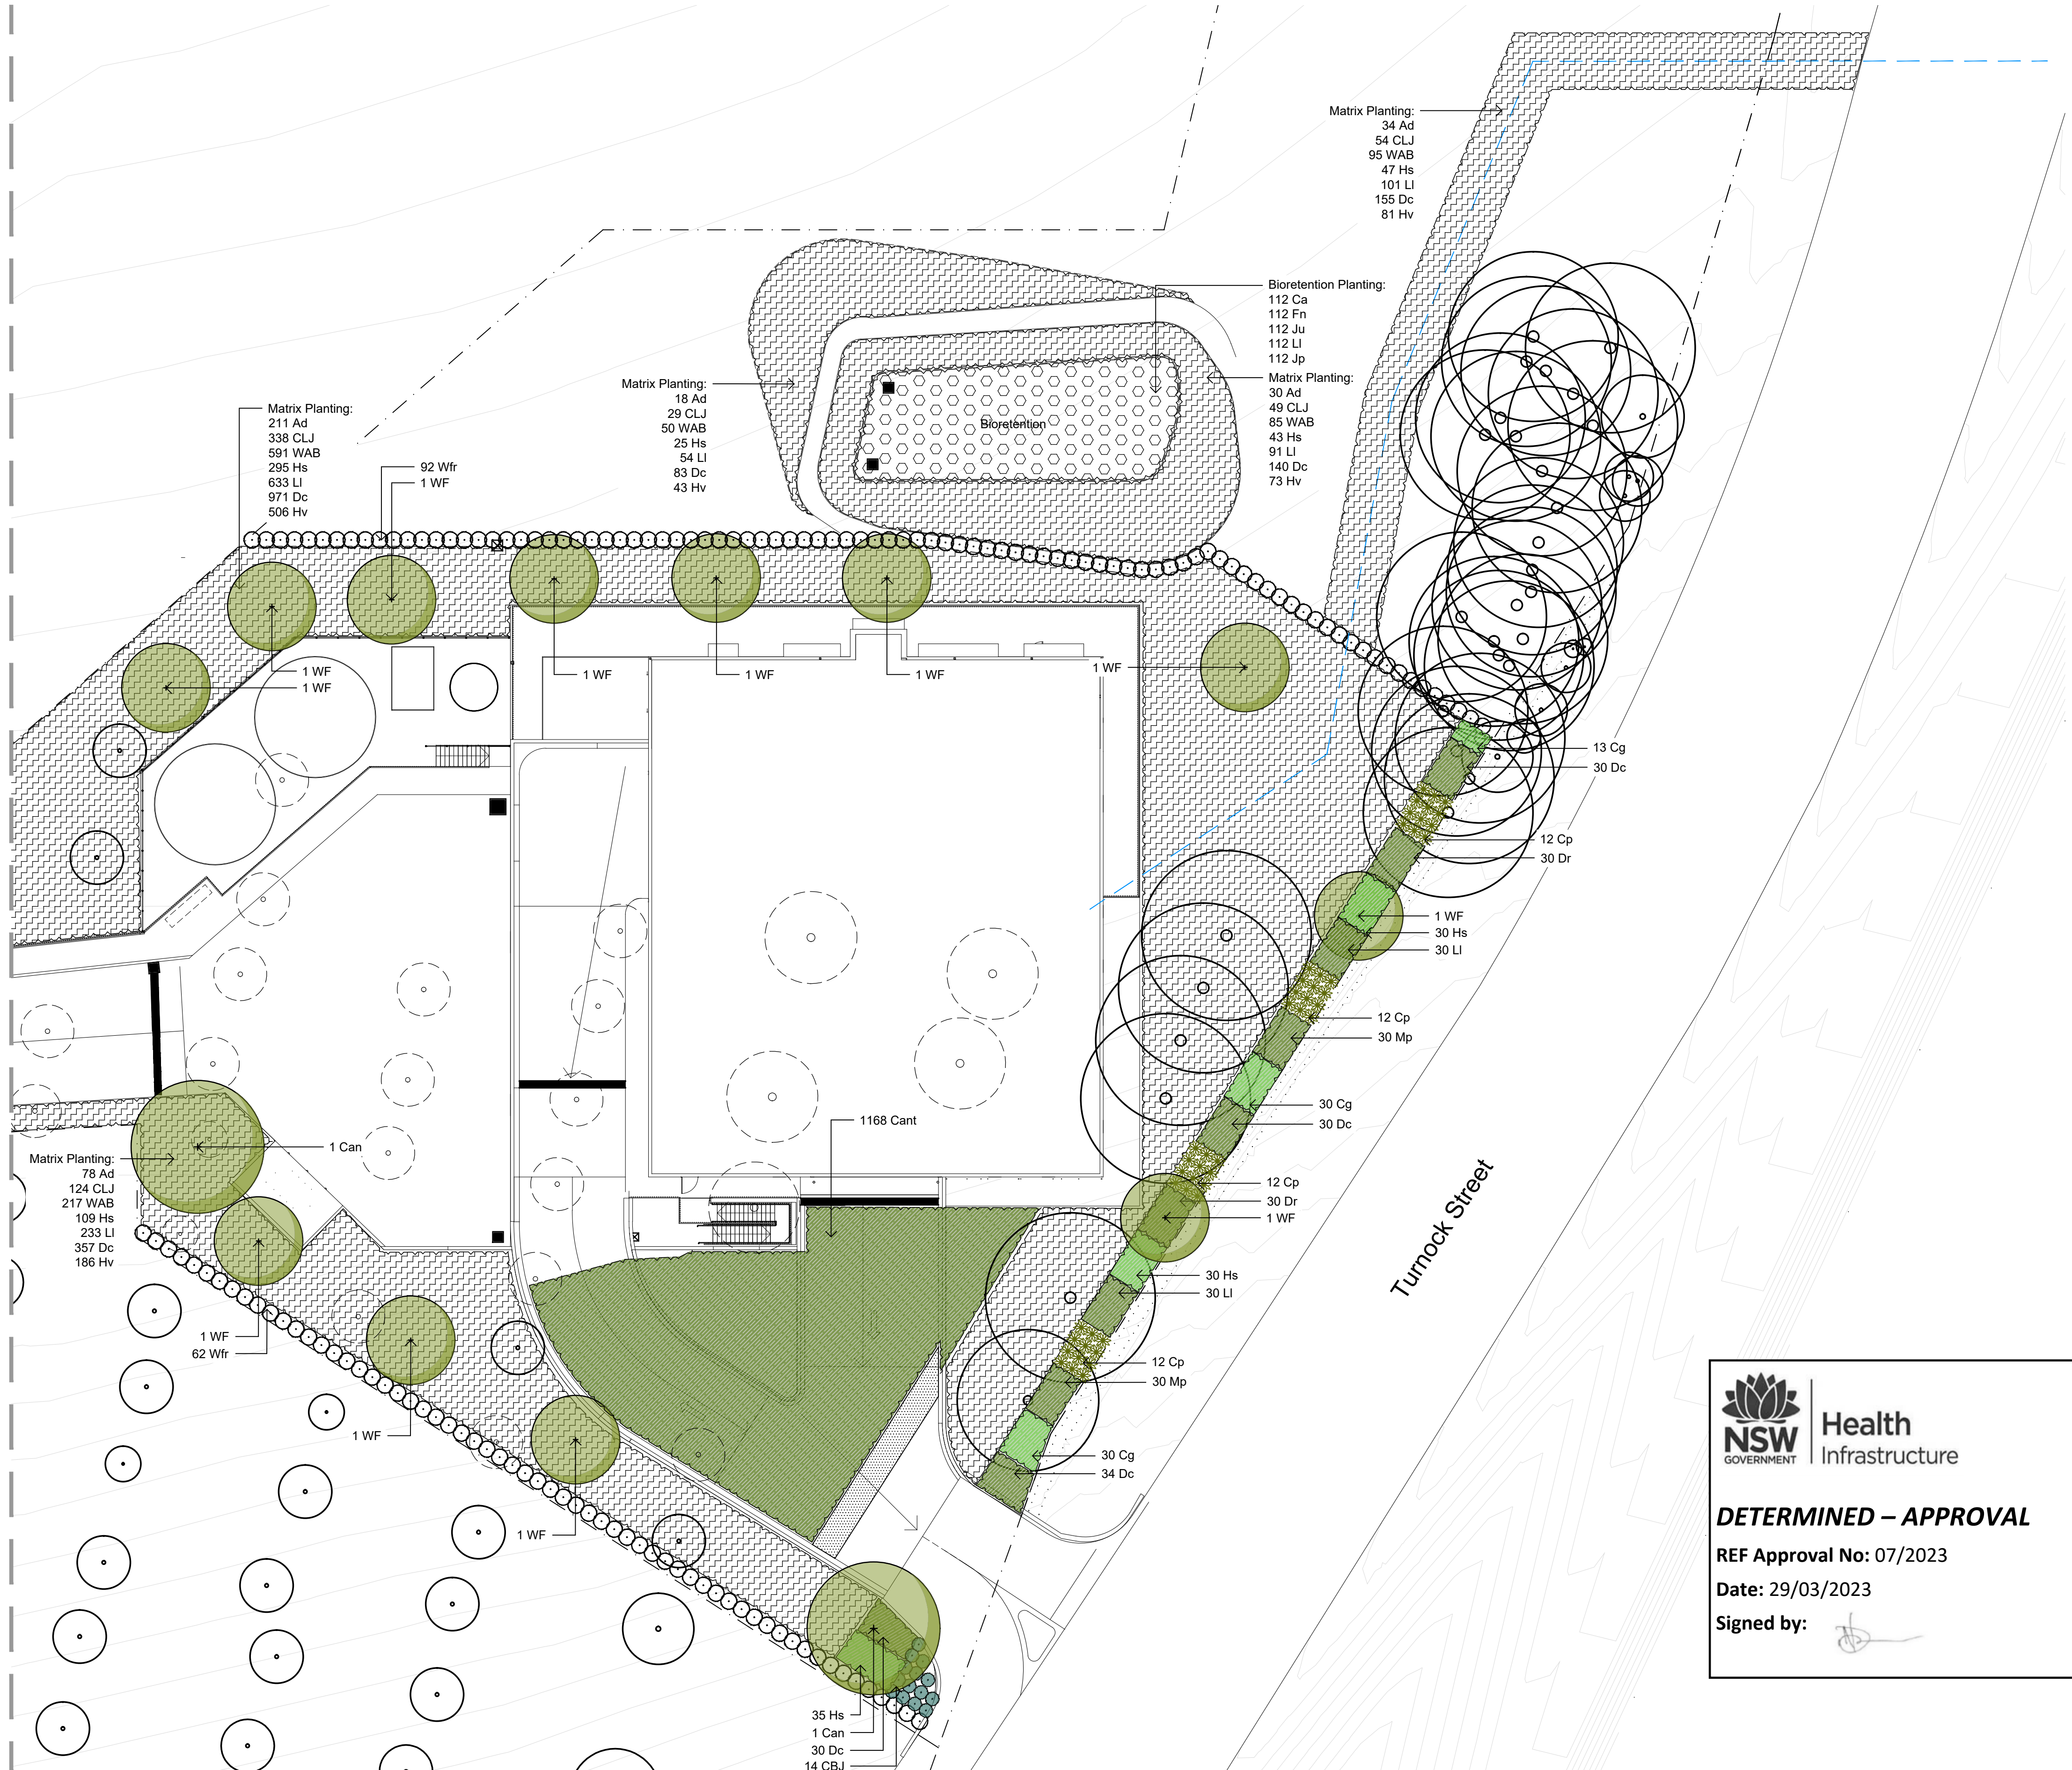 Matrix Planting:
34 Ad
54 CLJ
95 WAB
47 Hs
101 Ll
155 Dc
81 Hv
Bioretention Planting:
112 Ca
112 Fn
112 Ju
112 Ll
112 Jp
Matrix Planting:
30 Ad
49 CLJ
85 WAB
43 Hs
91 Ll
140 Dc
73 Hv
Matrix Planting:
18 Ad
29 CLJ
50 WAB
25 Hs
54 Ll
83 Dc
43 Hv
Bioretention
Matrix Planting:
211 Ad
338 CLJ
591 WAB
295 Hs
633 Ll
971 Dc
506 Hv
92 Wfr
1 WF
1 WF
1 WF
1 WF
1 WF
1 WF
1 WF
13 Cg
30 Dc
12 Cp
30 Dr
1 WF
30 Hs
30 Ll
12 Cp
30 Mp
30 Cg
30 Dc
12 Cp
30 Dr
1 WF
30 Hs
30 Ll
12 Cp
30 Mp
30 Cg
34 Dc
1168 Cant
1 Can
Matrix Planting:
78 Ad
124 CLJ
217 WAB
109 Hs
233 Ll
357 Dc
186 Hv
1 WF
62 Wfr
1 WF
1 WF
35 Hs
1 Can
30 Dc
14 CBJ
Turnock Street
NSW
GOVERNMENT
Health
Infrastructure
DETERMINED – APPROVAL
REF Approval No: 07/2023
Date: 29/03/2023
Signed by: